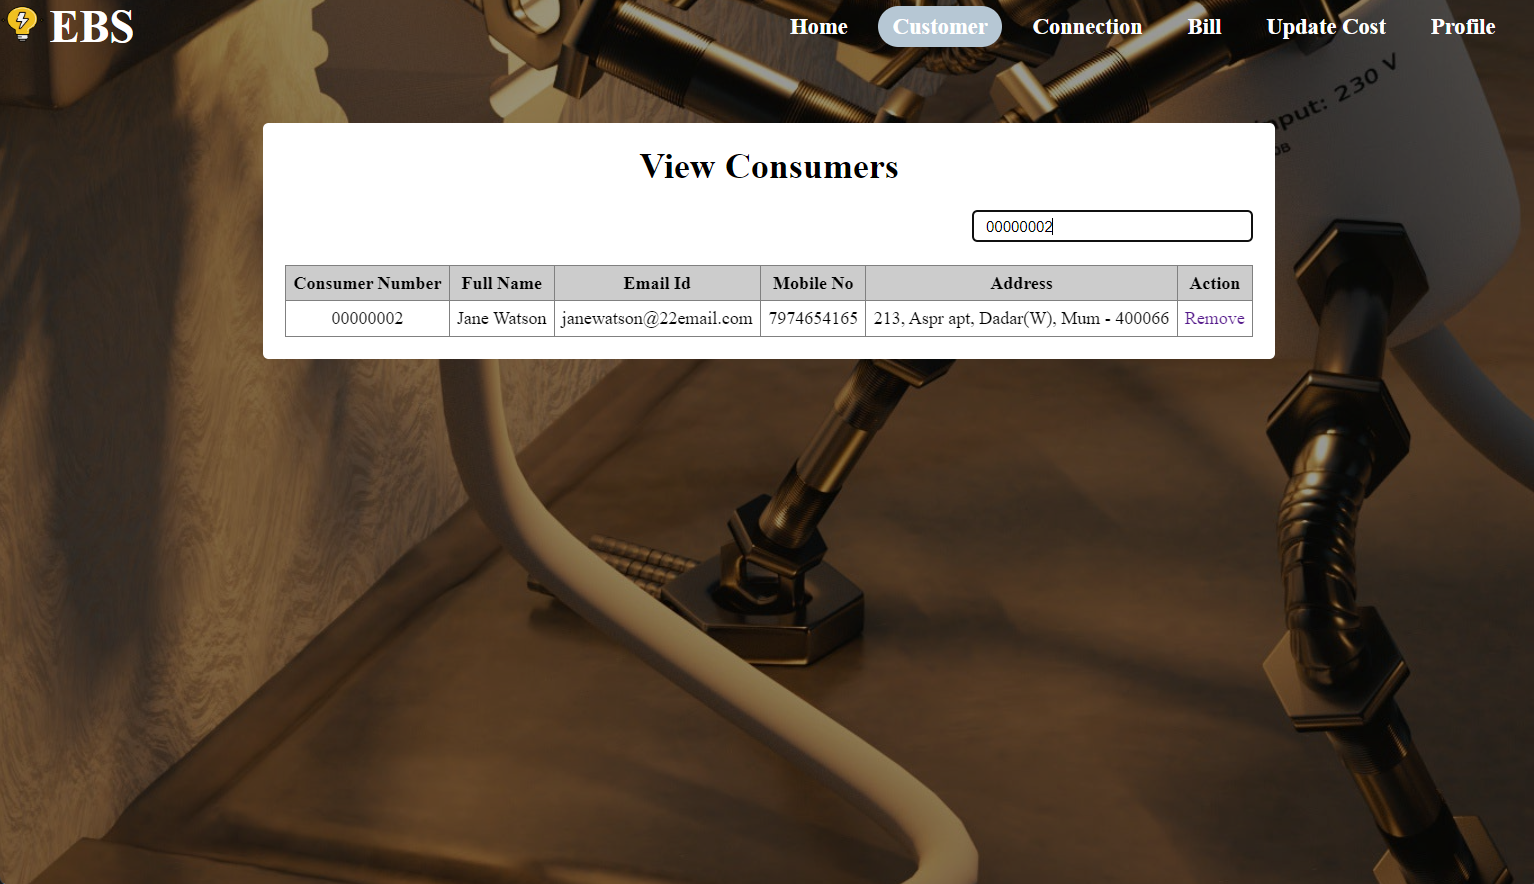 EBS Home Customer Connection Bill Update Cost Profile
Input: 230 V
View Consumers
00000002
Consumer Number Full Name Email Id Mobile No Address Action
00000002 Jane Watson janewatson@22email.com 7974654165 213, Aspr apt, Dadar(W), Mum - 400066 Remove